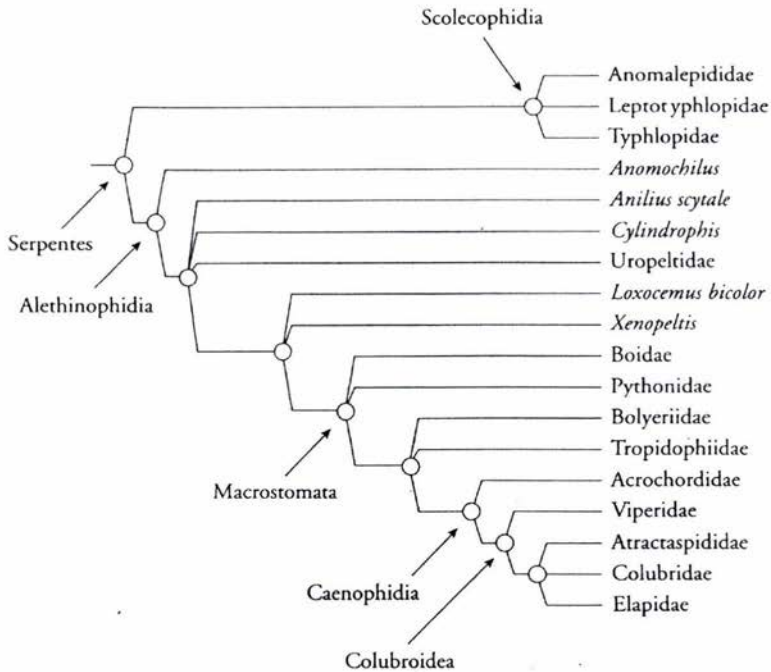 Scolecophidia
Anomalepididae
Leptotyphlopidae
Typhlopidae
Anomochilus
Anilius scytale
Cylindrophis
Uropeltidae
Loxocemus bicolor
Xenopeltis
Boidae
Pythonidae
Bolyeriidae
Tropidophiidae
Acrochordidae
Viperidae
Atractaspididae
Colubridae
Elapidae
Serpentes
Alethinophidia
Macrostomata
Caenophidia
Colubroidea